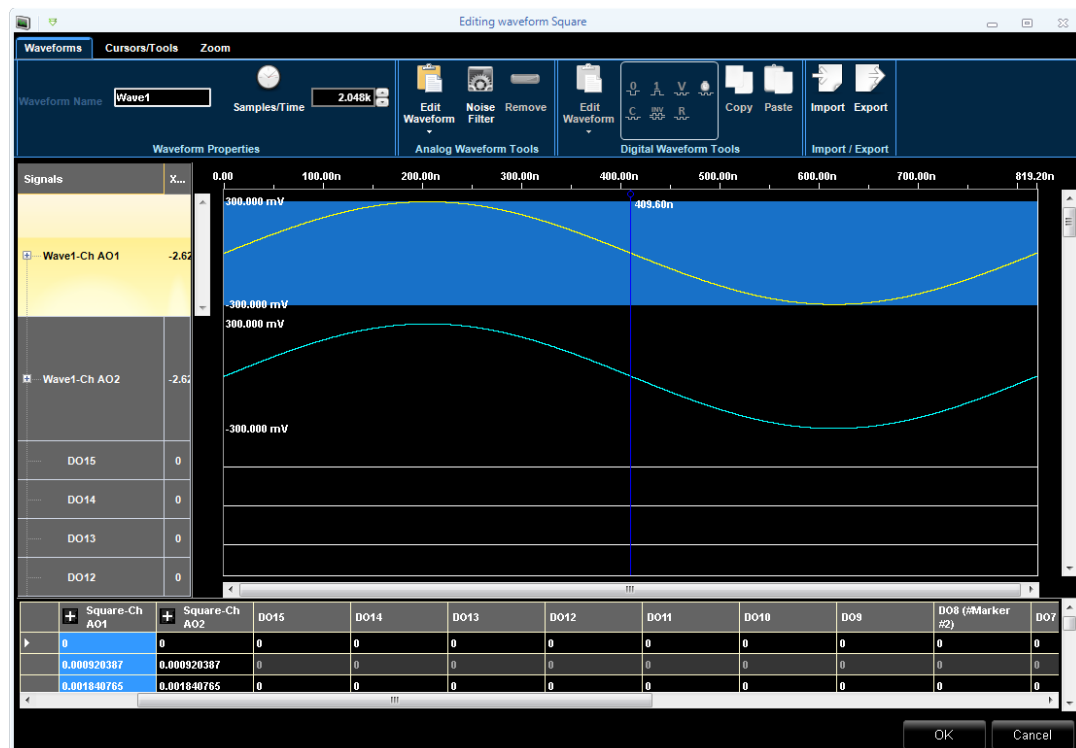 Editing waveform Square
Waveforms Cursors/Tools Zoom
Waveform Name Wave1 Samples/Time 2.048k
Waveform Properties
Edit Waveform Noise Filter Remove
Analog Waveform Tools
Edit Waveform 0 1 V C INV R Copy Paste
Digital Waveform Tools
Import Export
Import / Export
Signals X...
0.00 100.00n 200.00n 300.00n 400.00n 500.00n 600.00n 700.00n 819.20n
300.000 mV 409.60n
Wave1-Ch AO1 -2.62
-300.000 mV
300.000 mV
Wave1-Ch AO2 -2.62
-300.000 mV
DO15 0
DO14 0
DO13 0
DO12 0
Square-Ch AO1 Square-Ch AO2 DO15 DO14 DO13 DO12 DO11 DO10 DO9 DO8 (#Marker #2) DO7
0 0 0 0 0 0 0 0 0 0 0
0.000920387 0.000920387 0 0 0 0 0 0 0 0 0
0.001840765 0.001840765 0 0 0 0 0 0 0 0 0
OK Cancel